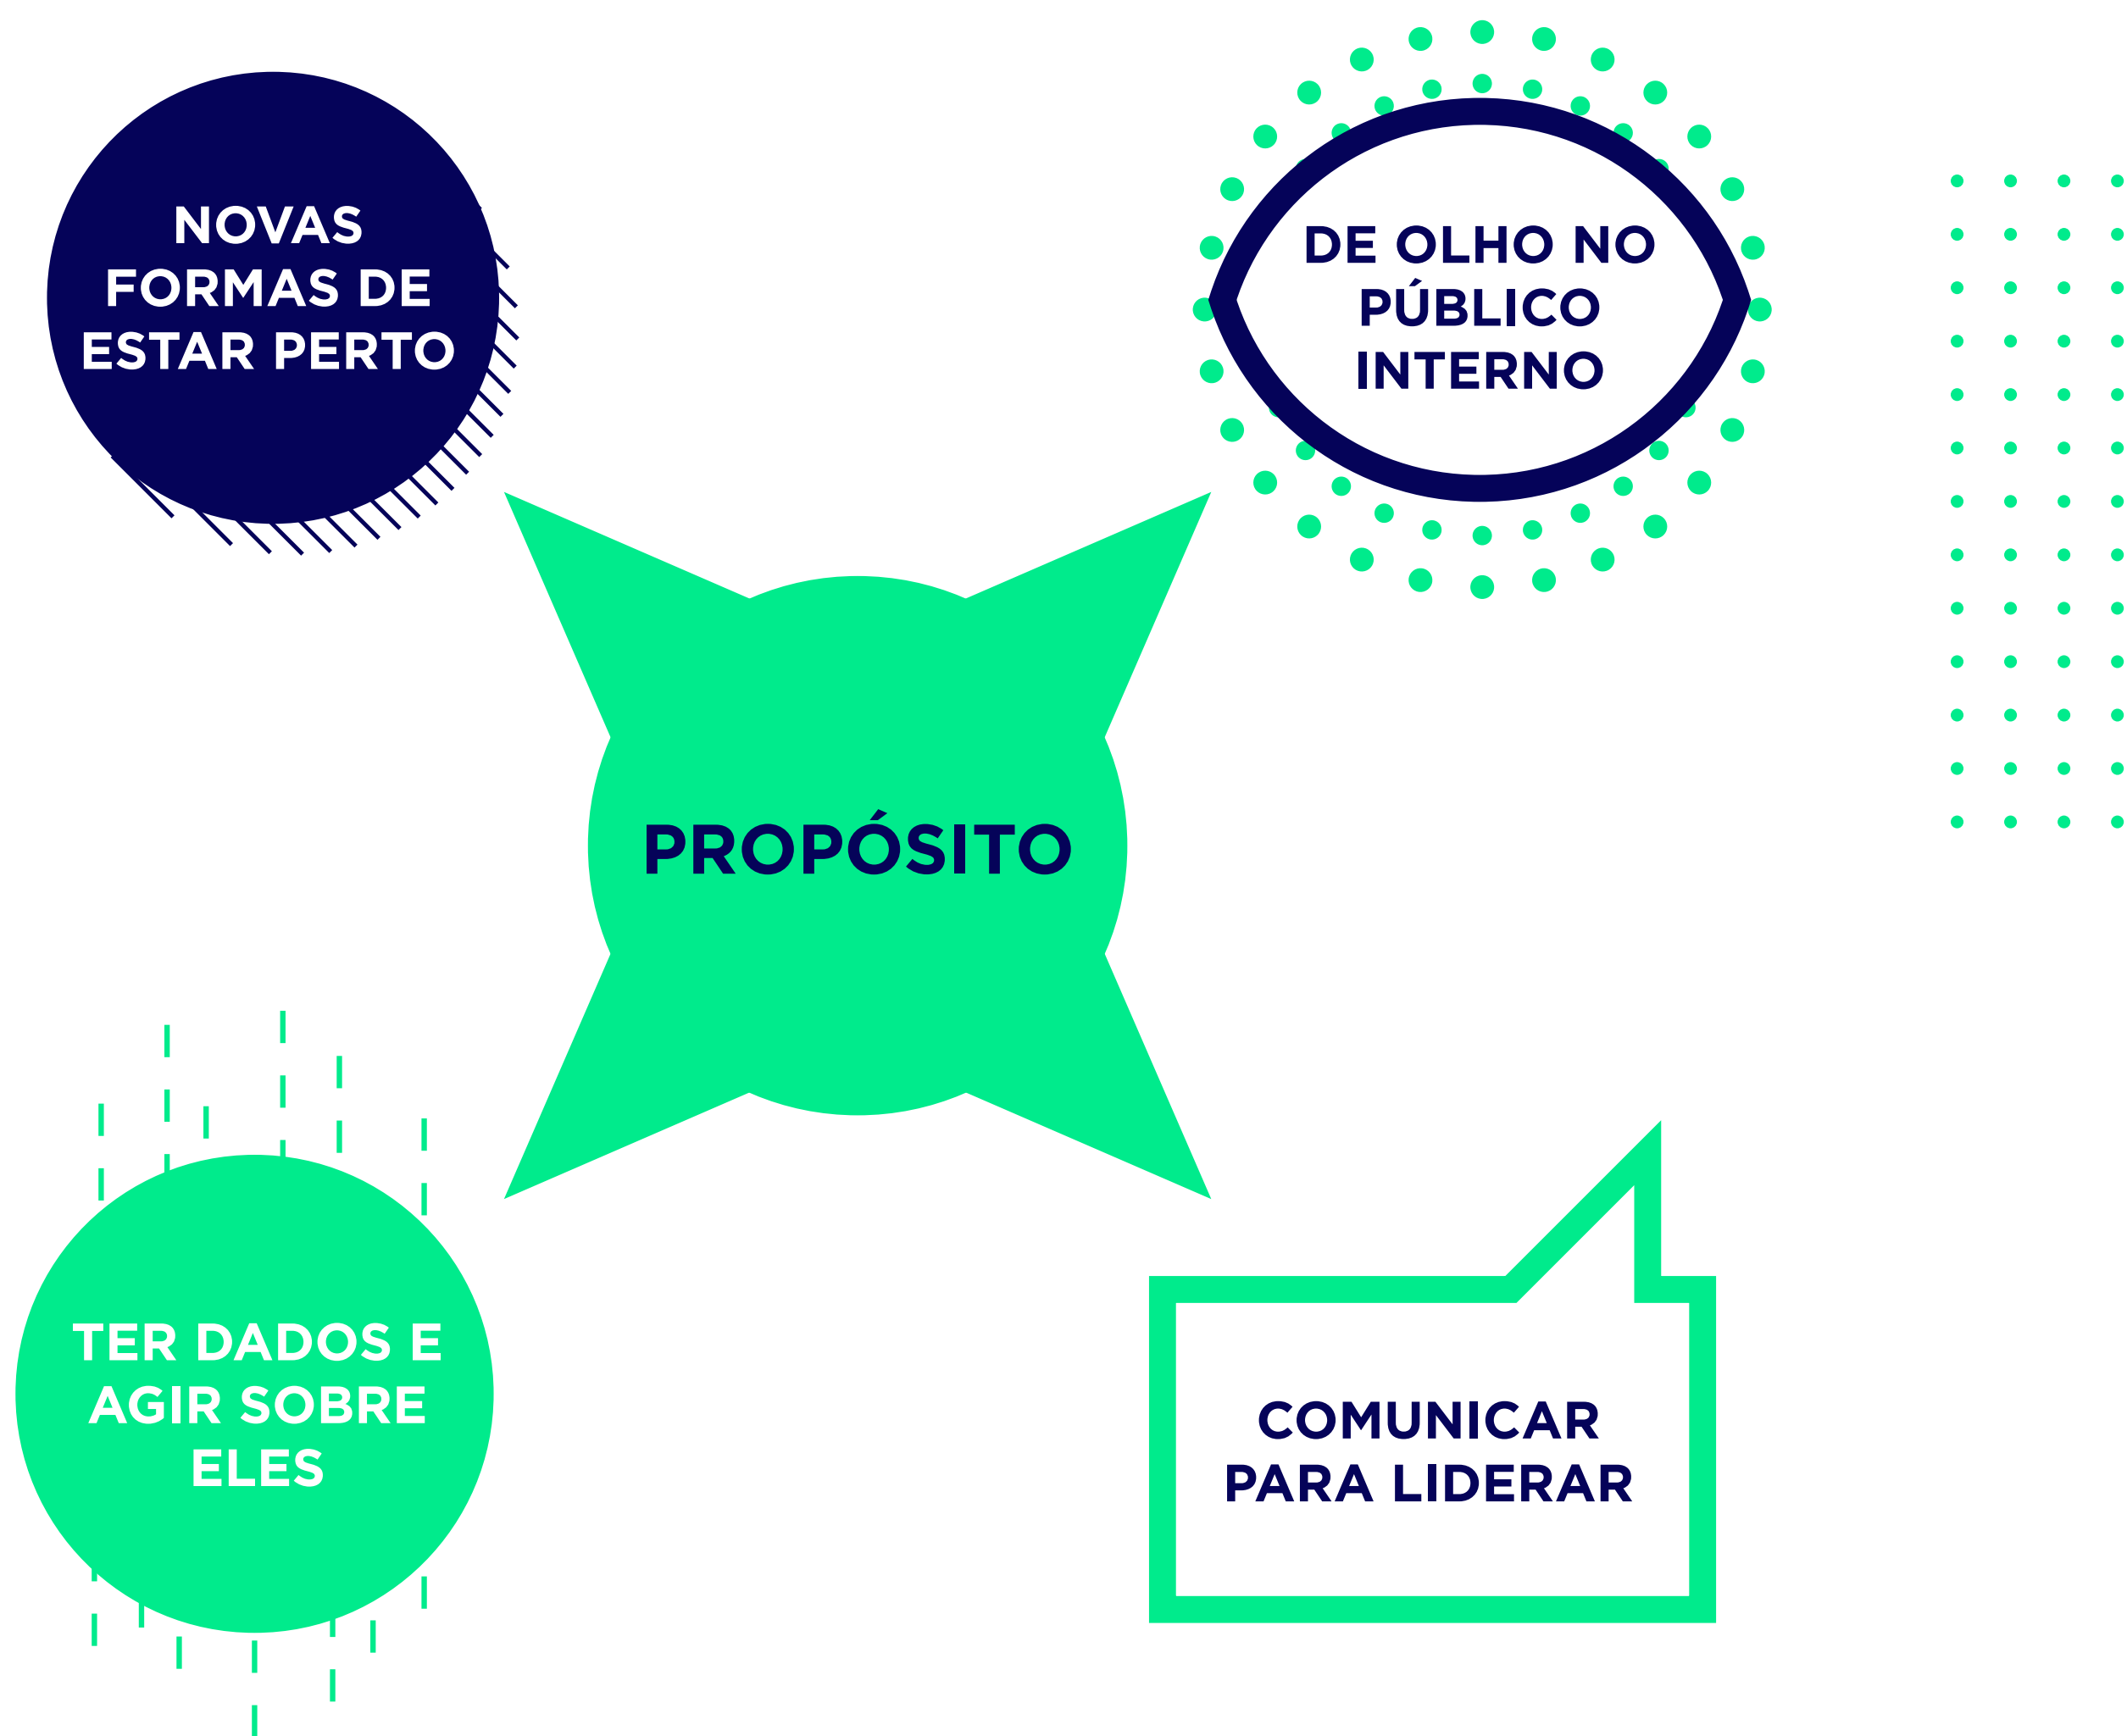 NOVAS
FORMAS DE
ESTAR PERTO
DE OLHO NO
PÚBLICO
INTERNO
PROPÓSITO
TER DADOS E
AGIR SOBRE
ELES
COMUNICAR
PARA LIDERAR